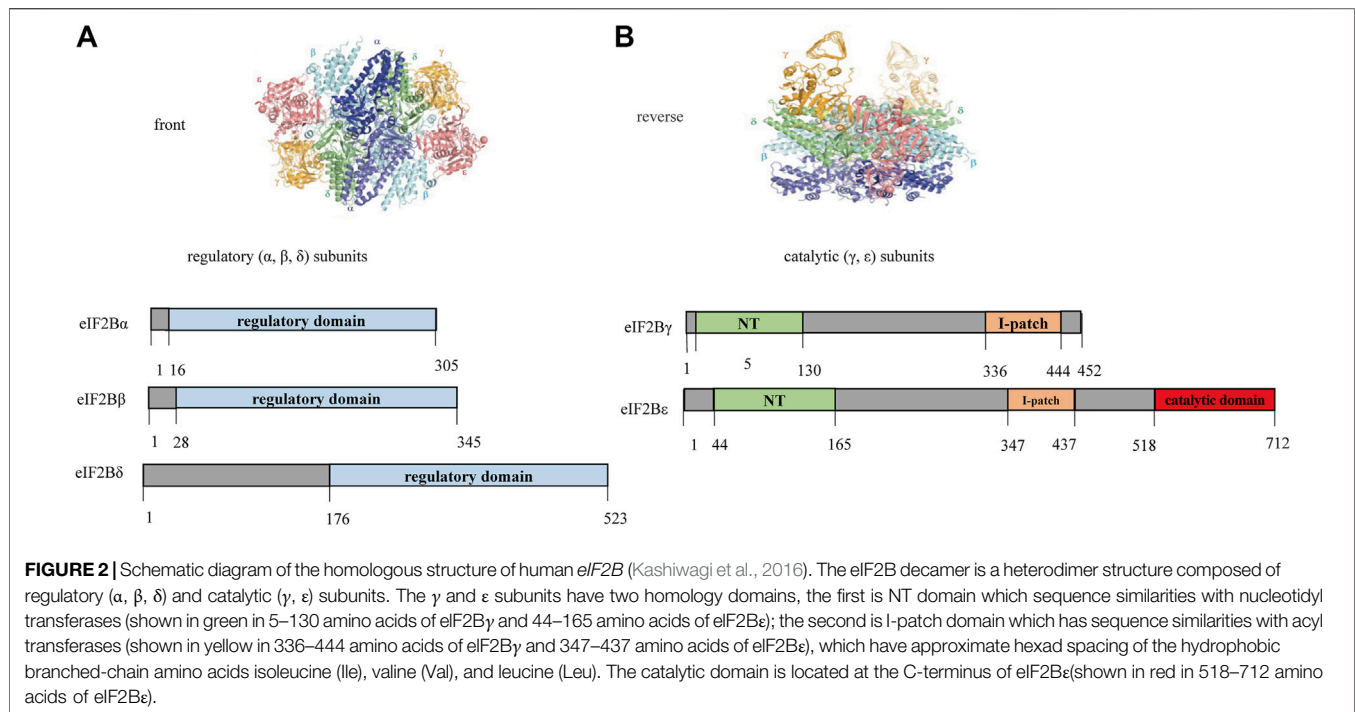 A
B
α
β
δ
γ
ε
ε
γ
δ
β
α
front
γ
γ
δ
δ
β
β
reverse
regulatory (α, β, δ) subunits
catalytic (γ, ε) subunits
eIF2Bα
regulatory domain
1 16 305
eIF2Bβ
regulatory domain
1 28 345
eIF2Bδ
regulatory domain
1 176 523
eIF2Bγ
NT
I-patch
1 5 130 336 444 452
eIF2Bε
NT
I-patch
catalytic domain
1 44 165 347 437 518 712
FIGURE 2 | Schematic diagram of the homologous structure of human eIF2B (Kashiwagi et al., 2016). The eIF2B decamer is a heterodimer structure composed of
regulatory (α, β, δ) and catalytic (γ, ε) subunits. The γ and ε subunits have two homology domains, the first is NT domain which sequence similarities with nucleotidyl
transferases (shown in green in 5–130 amino acids of eIF2Bγ and 44–165 amino acids of eIF2Bε); the second is I-patch domain which has sequence similarities with acyl
transferases (shown in yellow in 336–444 amino acids of eIF2Bγ and 347–437 amino acids of eIF2Bε), which have approximate hexad spacing of the hydrophobic
branched-chain amino acids isoleucine (Ile), valine (Val), and leucine (Leu). The catalytic domain is located at the C-terminus of eIF2Bε(shown in red in 518–712 amino
acids of eIF2Bε).